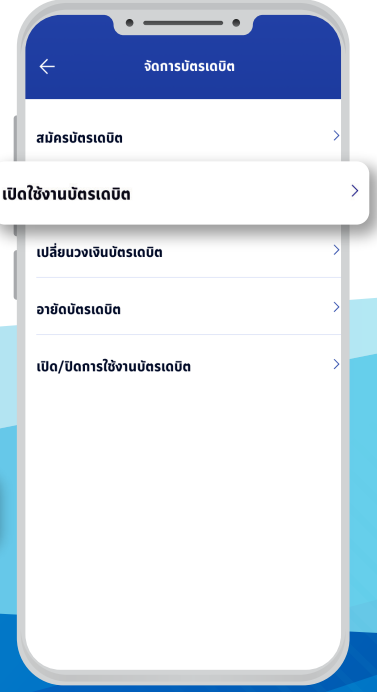 จัดการบัตรเดบิต
สมัครบัตรเดบิต
เปิดใช้งานบัตรเดบิต
เปลี่ยนวงเงินบัตรเดบิต
อายัดบัตรเดบิต
เปิด/ปิดการใช้งานบัตรเดบิต